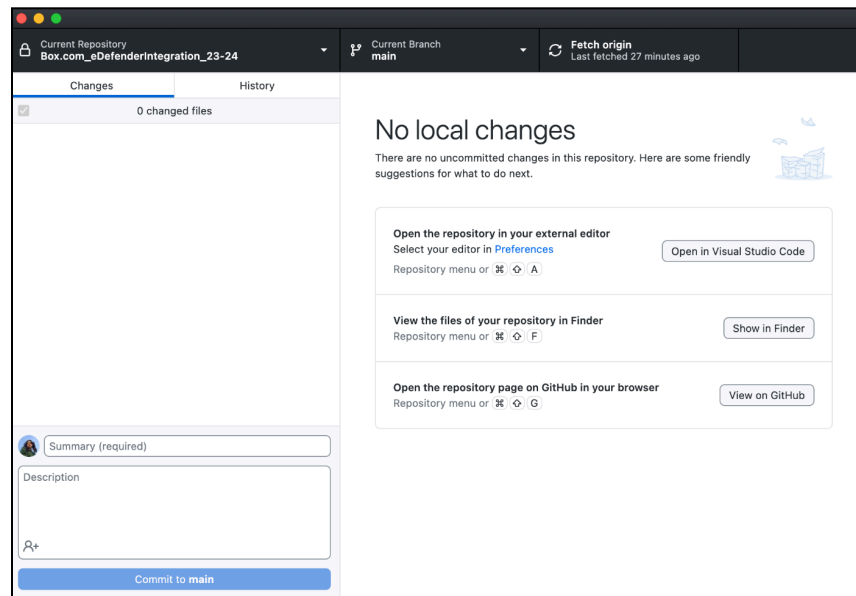 Current Repository
Box.com_eDefenderIntegration_23-24
Current Branch
main
Fetch origin
Last fetched 27 minutes ago
Changes
History
0 changed files
No local changes
There are no uncommitted changes in this repository. Here are some friendly
suggestions for what to do next.
Open the repository in your external editor
Select your editor in Preferences
Repository menu or ⌘ ⇧ A
Open in Visual Studio Code
View the files of your repository in Finder
Repository menu or ⌘ ⇧ F
Show in Finder
Open the repository page on GitHub in your browser
Repository menu or ⌘ ⇧ G
View on GitHub
Summary (required)
Description
Commit to main